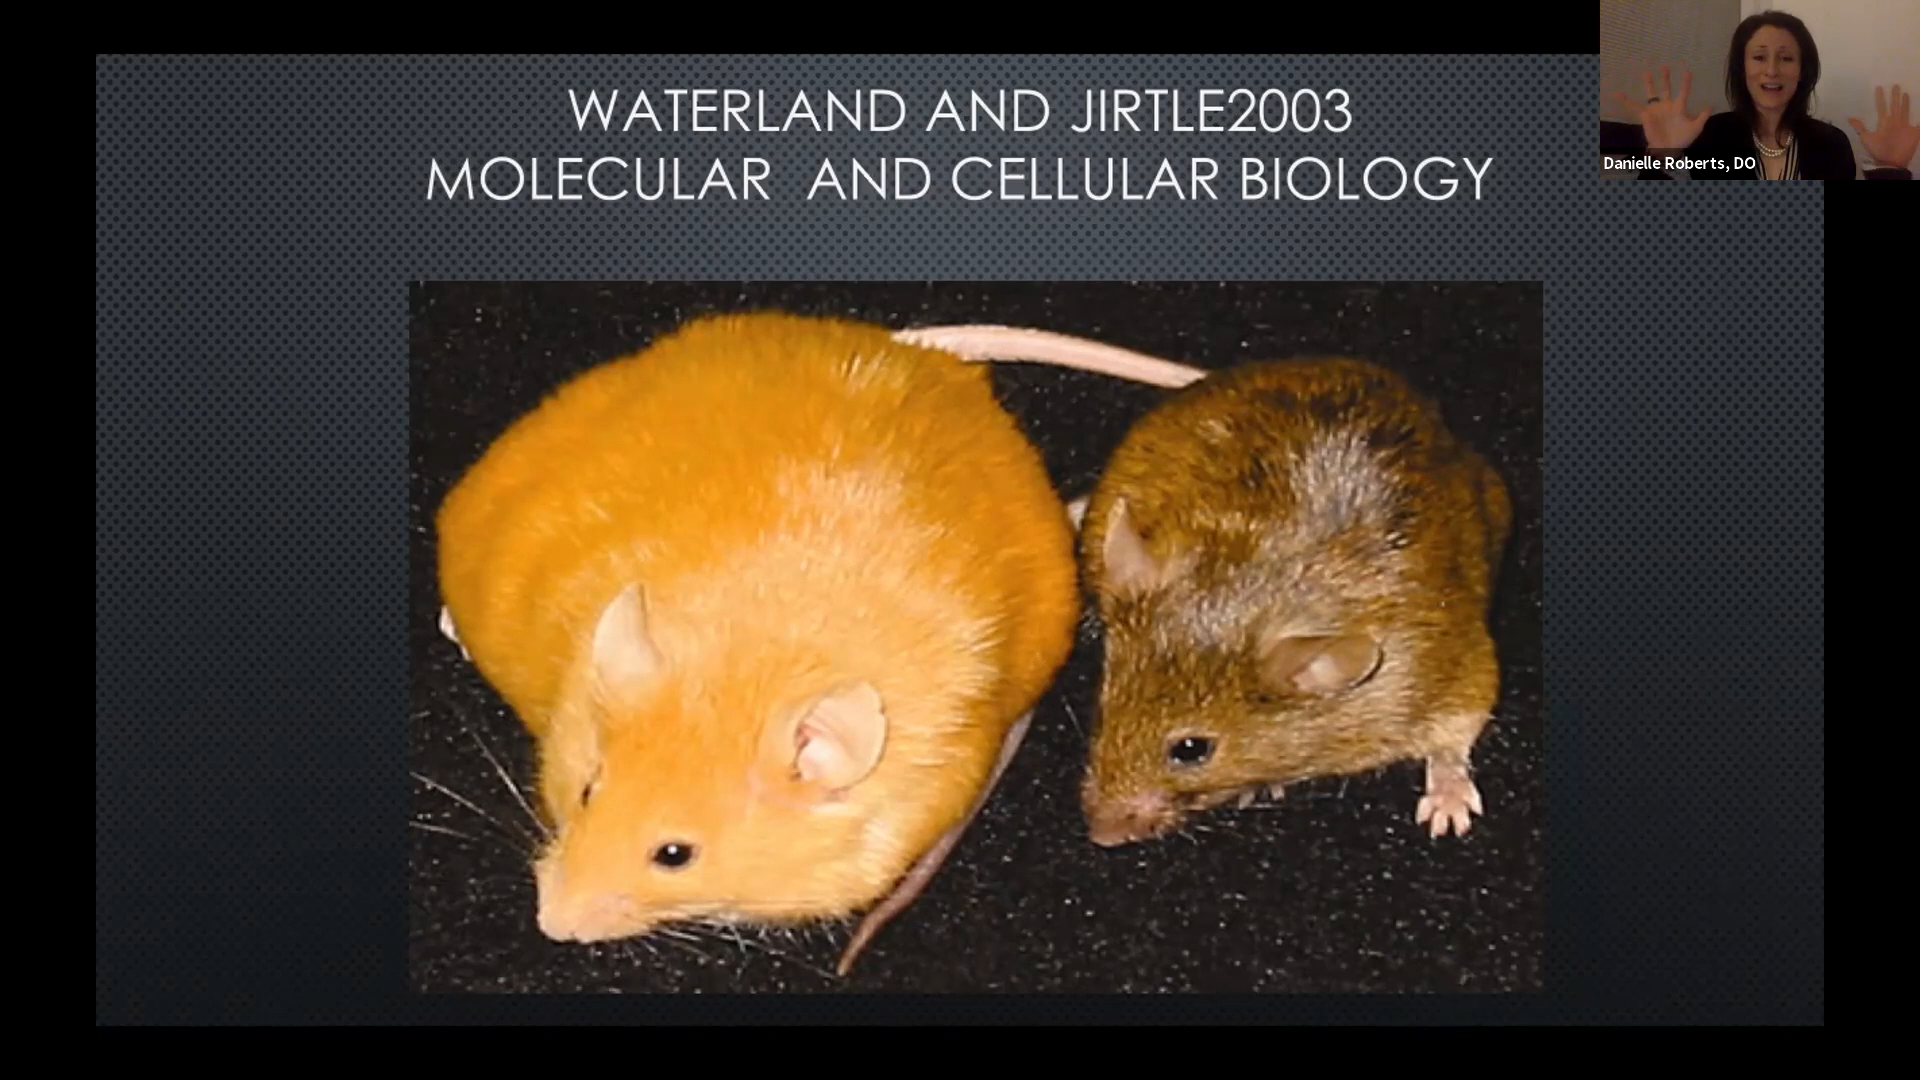 WATERLAND AND JIRTLE2003
MOLECULAR AND CELLULAR BIOLOGY
Danielle Roberts, DO